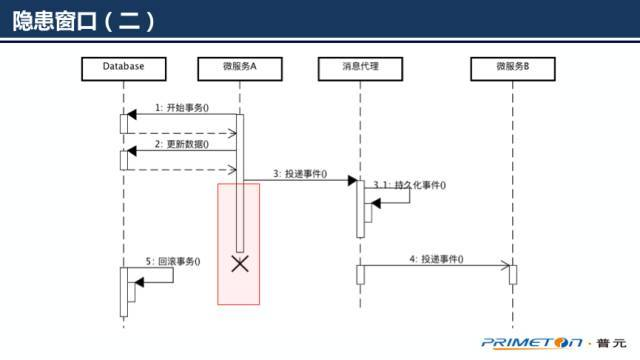 隐患窗口（二）
Database
微服务A
消息代理
微服务B
1: 开始事务()
2: 更新数据()
3: 投递事件()
3.1: 持久化事件()
4: 投递事件()
5: 回滚事务()
PRIMETON · 普元